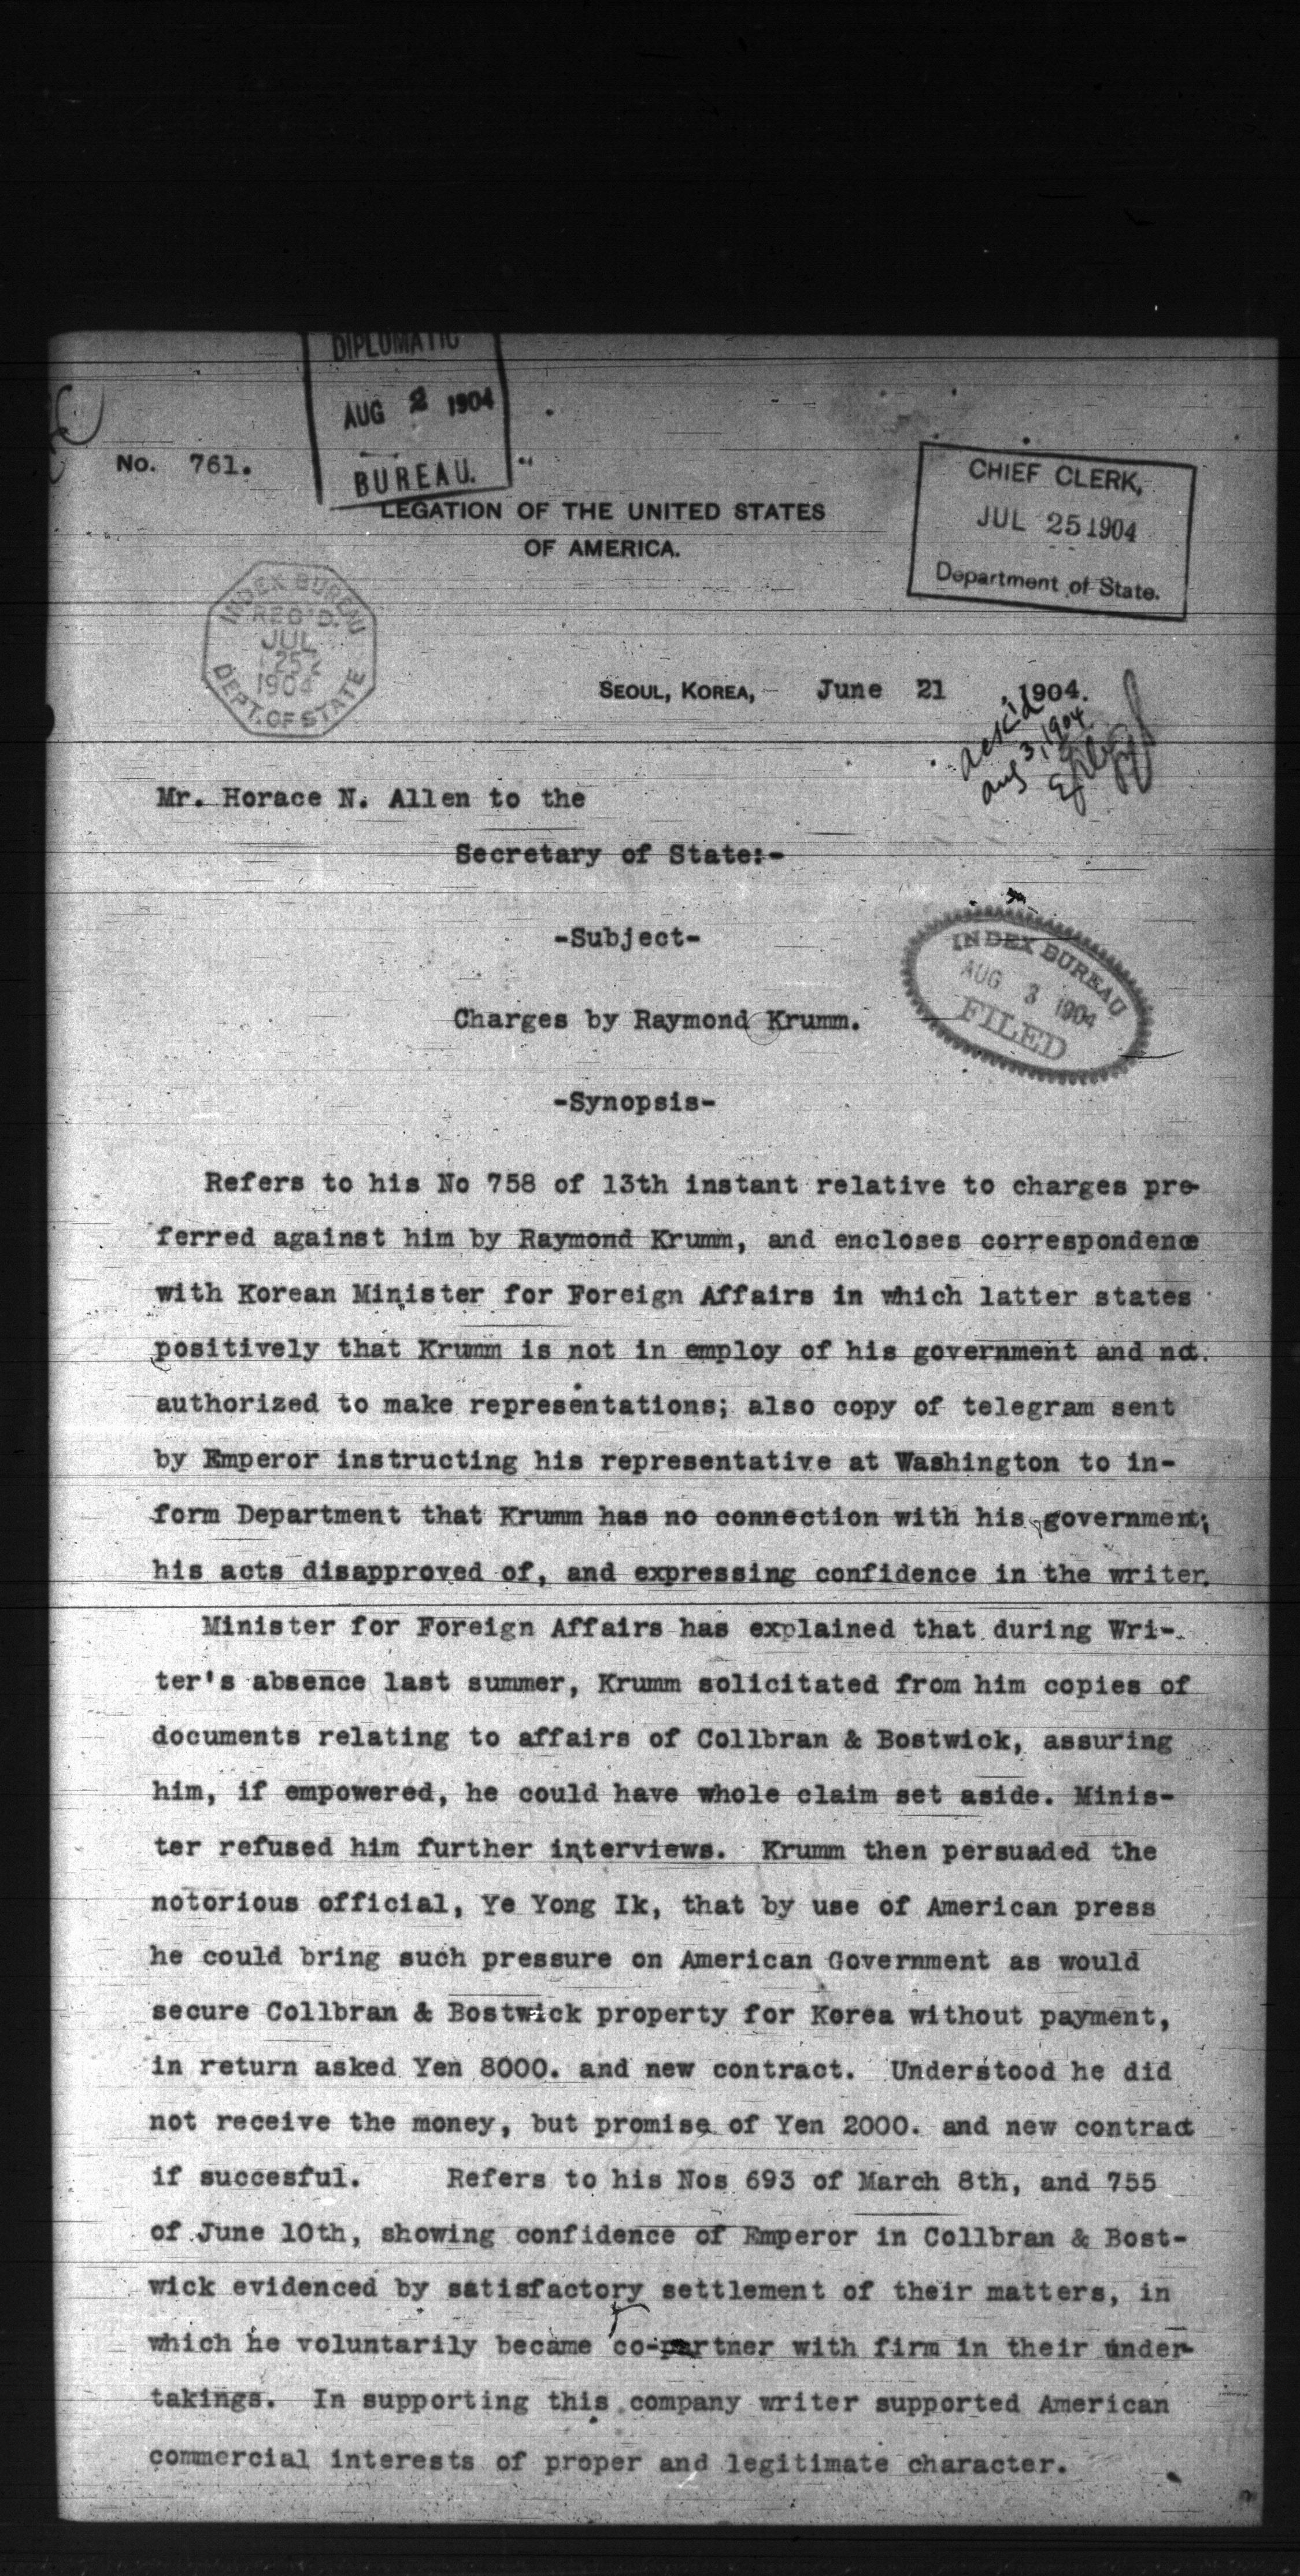 DIPLOMATIC
AUG 2 1904
BUREAU.
No. 761.
CHIEF CLERK,
JUL 25 1904
Department of State.
LEGATION OF THE UNITED STATES
OF AMERICA.
INDEX BUREAU
REC'D.
JUL
25
1904
DEPT. OF STATE
SEOUL, KOREA, June 21, 1904.
ack'd
Aug 3, 1904
Mr. Horace N. Allen to the
Secretary of State:-
-Subject-
INDEX BUREAU
AUG 3 1904
FILED
Charges by Raymond Krumm.
-Synopsis-
Refers to his No 758 of 13th instant relative to charges pre-
ferred against him by Raymond Krumm, and encloses correspondence
with Korean Minister for Foreign Affairs in which latter states
positively that Krumm is not in employ of his government and not
authorized to make representations; also copy of telegram sent
by Emperor instructing his representative at Washington to in-
form Department that Krumm has no connection with his government;
his acts disapproved of, and expressing confidence in the writer.
Minister for Foreign Affairs has explained that during Wri-
ter's absence last summer, Krumm solicitated from him copies of
documents relating to affairs of Collbran & Bostwick, assuring
him, if empowered, he could have whole claim set aside. Minis-
ter refused him further interviews. Krumm then persuaded the
notorious official, Ye Yong Ik, that by use of American press
he could bring such pressure on American Government as would
secure Collbran & Bostwick property for Korea without payment,
in return asked Yen 8000. and new contract. Understood he did
not receive the money, but promise of Yen 2000. and new contract
if succesful. Refers to his Nos 693 of March 8th, and 755
of June 10th, showing confidence of Emperor in Collbran & Bost-
wick evidenced by satisfactory settlement of their matters, in
which he voluntarily became co-partner with firm in their under-
takings. In supporting this company writer supported American
commercial interests of proper and legitimate character.